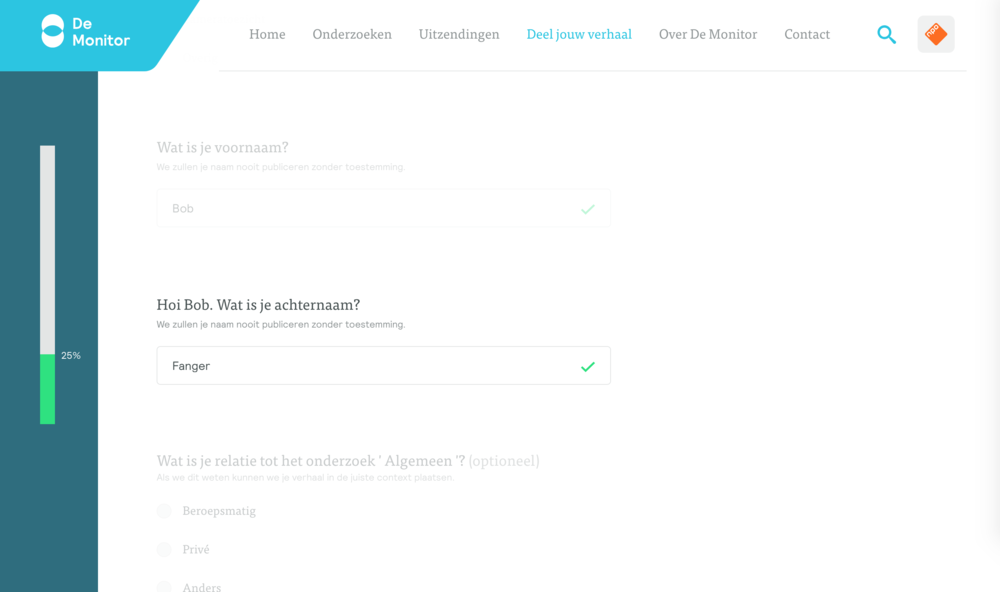 De
Monitor
Home Onderzoeken Uitzendingen Deel jouw verhaal Over De Monitor Contact
npo
Wat is je voornaam?
We zullen je naam nooit publiceren zonder toestemming.
Bob
Hoi Bob. Wat is je achternaam?
We zullen je naam nooit publiceren zonder toestemming.
Fanger
25%
Wat is je relatie tot het onderzoek ' Algemeen '? (optioneel)
Als we dit weten kunnen we je verhaal in de juiste context plaatsen.
Beroepsmatig
Privé
Anders